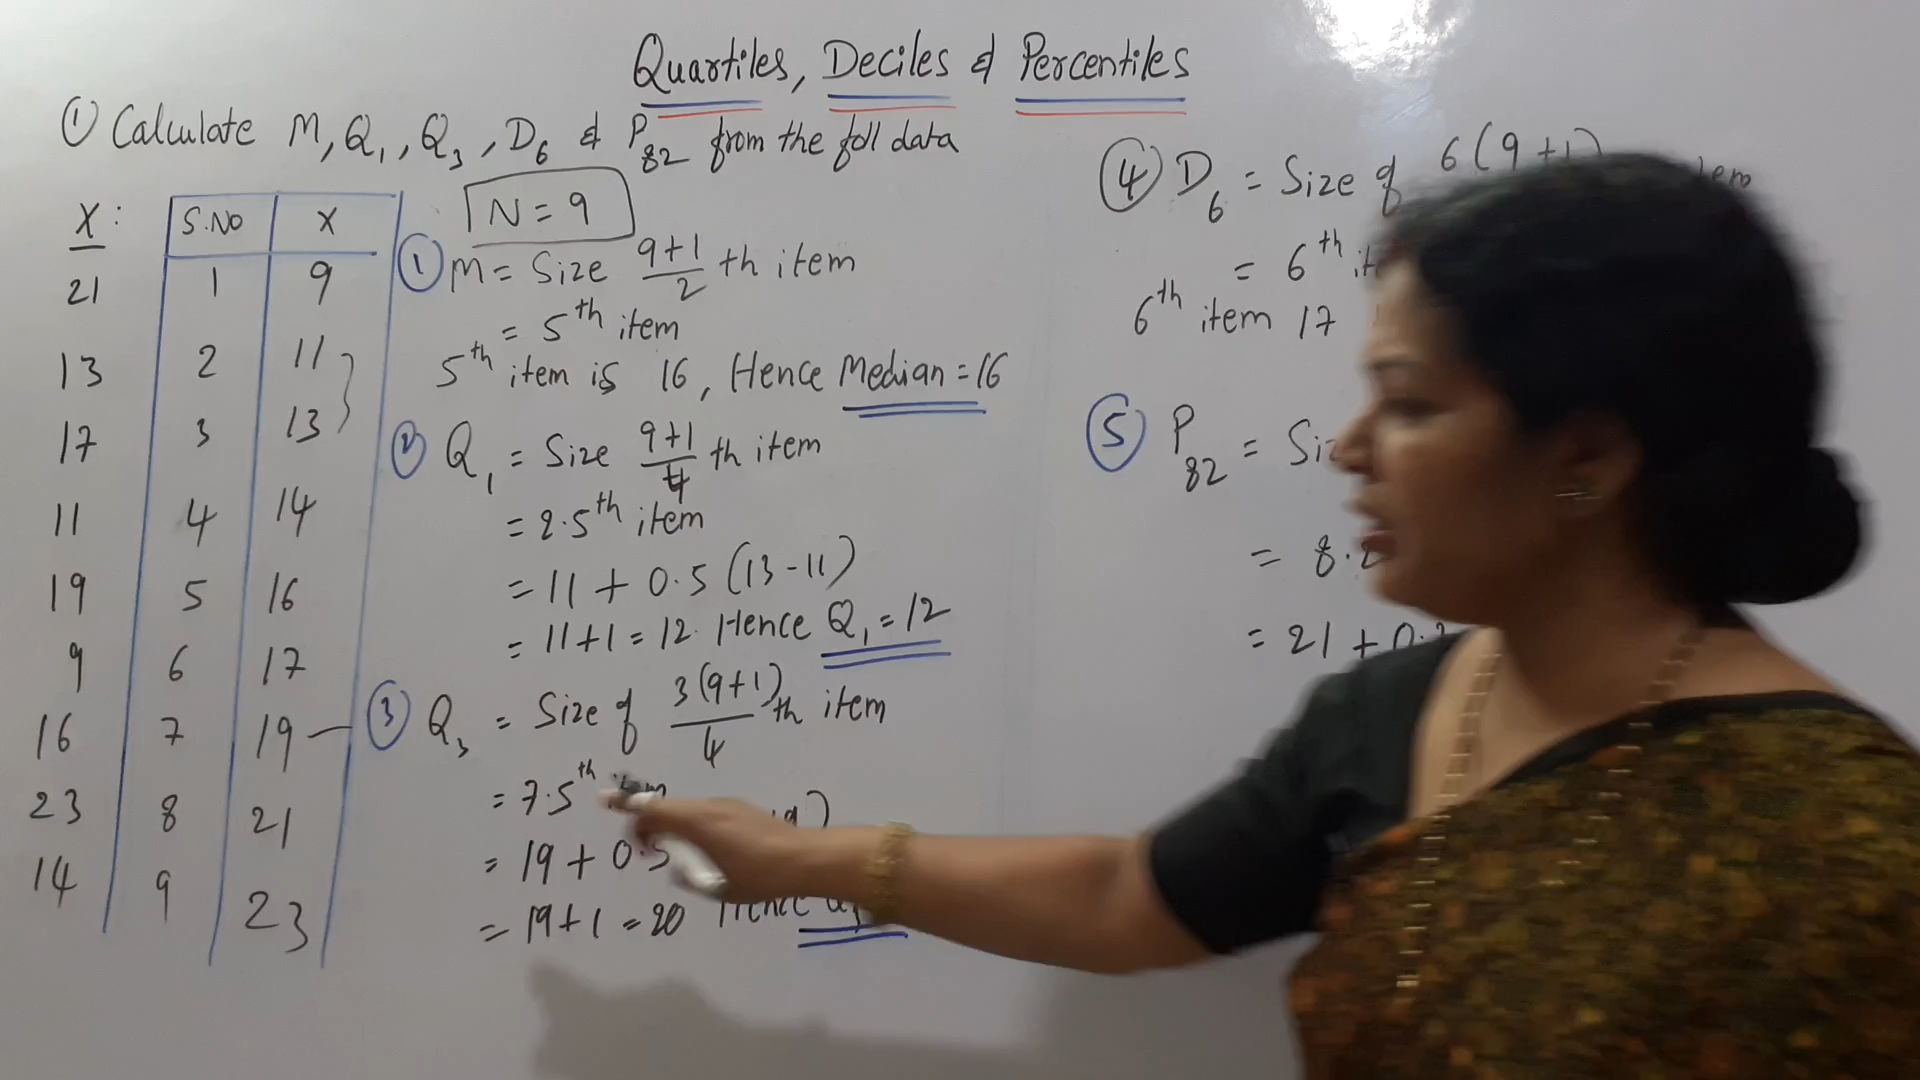 Quartiles, Deciles & Percentiles
① Calculate M, Q₁, Q₃, D₆ & P₈₂ from the foll data
X:
21
13
17
11
19
9
16
23
14
S.No X
1 9
2 11
3 13
4 14
5 16
6 17
7 19
8 21
9 23
N = 9
① M = Size 9+1/2 th item
= 5th item
5th item is 16, Hence Median = 16
② Q₁ = Size 9+1/4 th item
= 2.5th item
= 11 + 0.5 (13-11)
= 11+1 = 12. Hence Q₁ = 12
③ Q₃ = Size of 3(9+1)/4 th item
= 7.5th
= 19 + 0.5
= 19+1 = 20 Hence
④ D₆ = Size of 6(9+1)
= 6th
6th item 17
⑤ P₈₂ =
= 8.
= 21 + 0.